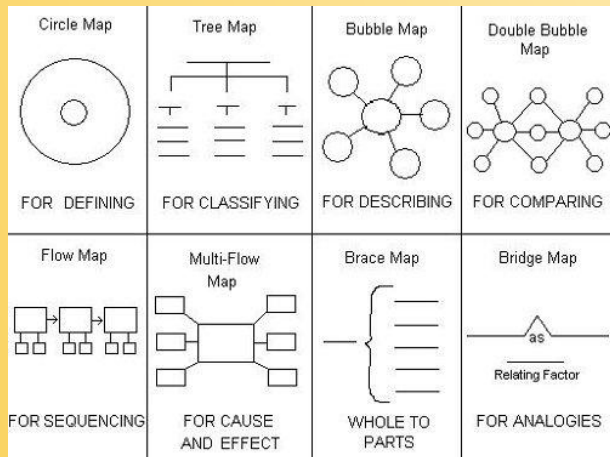 Circle Map
FOR DEFINING
Tree Map
FOR CLASSIFYING
Bubble Map
FOR DESCRIBING
Double Bubble
Map
FOR COMPARING
Flow Map
FOR SEQUENCING
Multi-Flow
Map
FOR CAUSE
AND EFFECT
Brace Map
WHOLE TO
PARTS
Bridge Map
as
Relating Factor
FOR ANALOGIES